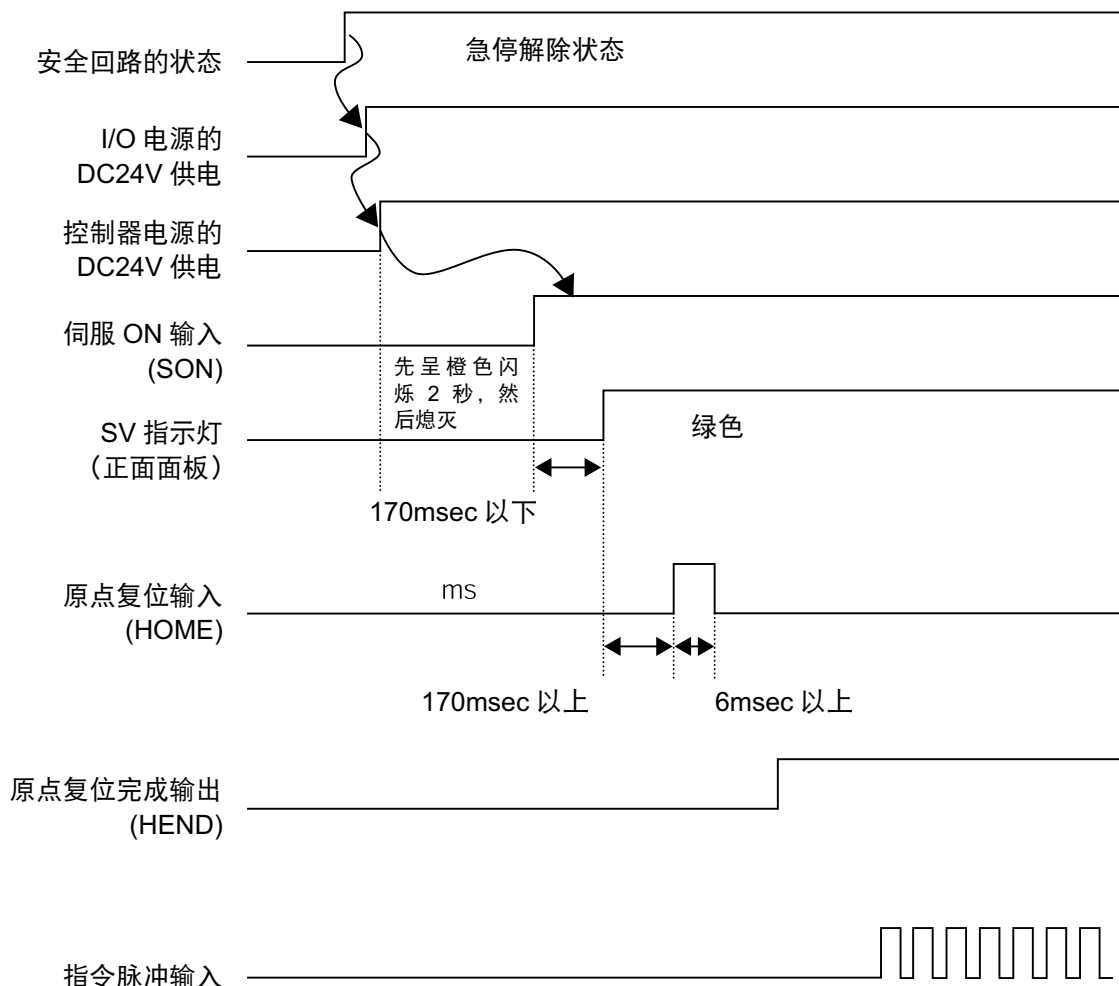 安全回路的状态
急停解除状态
I/O 电源的
DC24V 供电
控制器电源的
DC24V 供电
伺服 ON 输入
(SON)
先呈橙色闪
烁 2 秒, 然
后熄灭
SV 指示灯
（正面面板）
绿色
170msec 以下
原点复位输入
(HOME)
ms
170msec 以上
6msec 以上
原点复位完成输出
(HEND)
指令脉冲输入